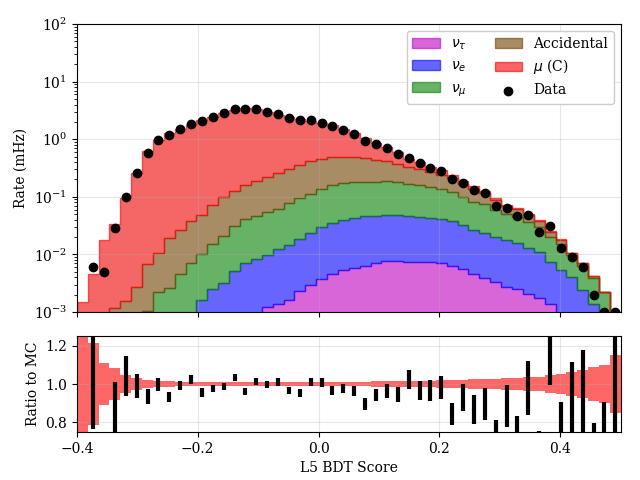 10²
10¹
10⁰
10⁻¹
10⁻²
10⁻³
Rate (mHz)
ν_τ
ν_e
ν_μ
Accidental
μ (C)
Data
1.2
1.0
0.8
Ratio to MC
−0.4
−0.2
0.0
0.2
0.4
L5 BDT Score